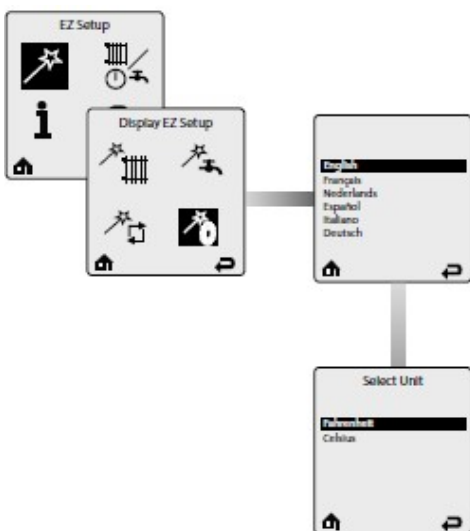 EZ Setup
Display EZ Setup
English
Français
Nederlands
Español
Italiano
Deutsch
Select Unit
Fahrenheit
Celsius